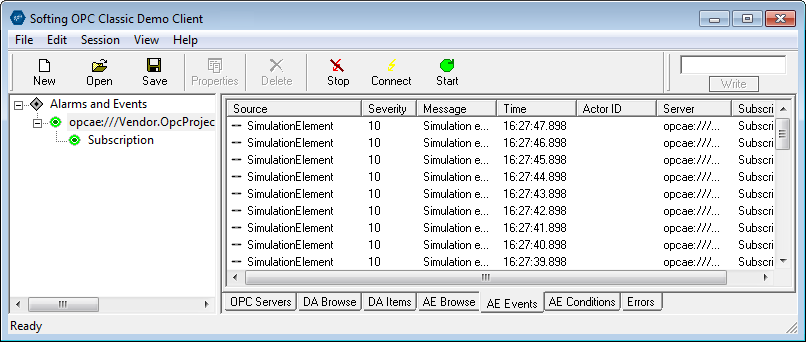 Softing OPC Classic Demo Client
File Edit Session View Help
New Open Save Properties Delete Stop Connect Start Write
Alarms and Events
opcae:///Vendor.OpcProjec
Subscription
Source Severity Message Time Actor ID Server Subscri
SimulationElement 10 Simulation e... 16:27:47.898 opcae:///... Subscri
SimulationElement 10 Simulation e... 16:27:46.898 opcae:///... Subscri
SimulationElement 10 Simulation e... 16:27:45.898 opcae:///... Subscri
SimulationElement 10 Simulation e... 16:27:44.898 opcae:///... Subscri
SimulationElement 10 Simulation e... 16:27:43.898 opcae:///... Subscri
SimulationElement 10 Simulation e... 16:27:42.898 opcae:///... Subscri
SimulationElement 10 Simulation e... 16:27:41.898 opcae:///... Subscri
SimulationElement 10 Simulation e... 16:27:40.898 opcae:///... Subscri
SimulationElement 10 Simulation e... 16:27:39.898 opcae:///... Subscri
OPC Servers DA Browse DA Items AE Browse AE Events AE Conditions Errors
Ready